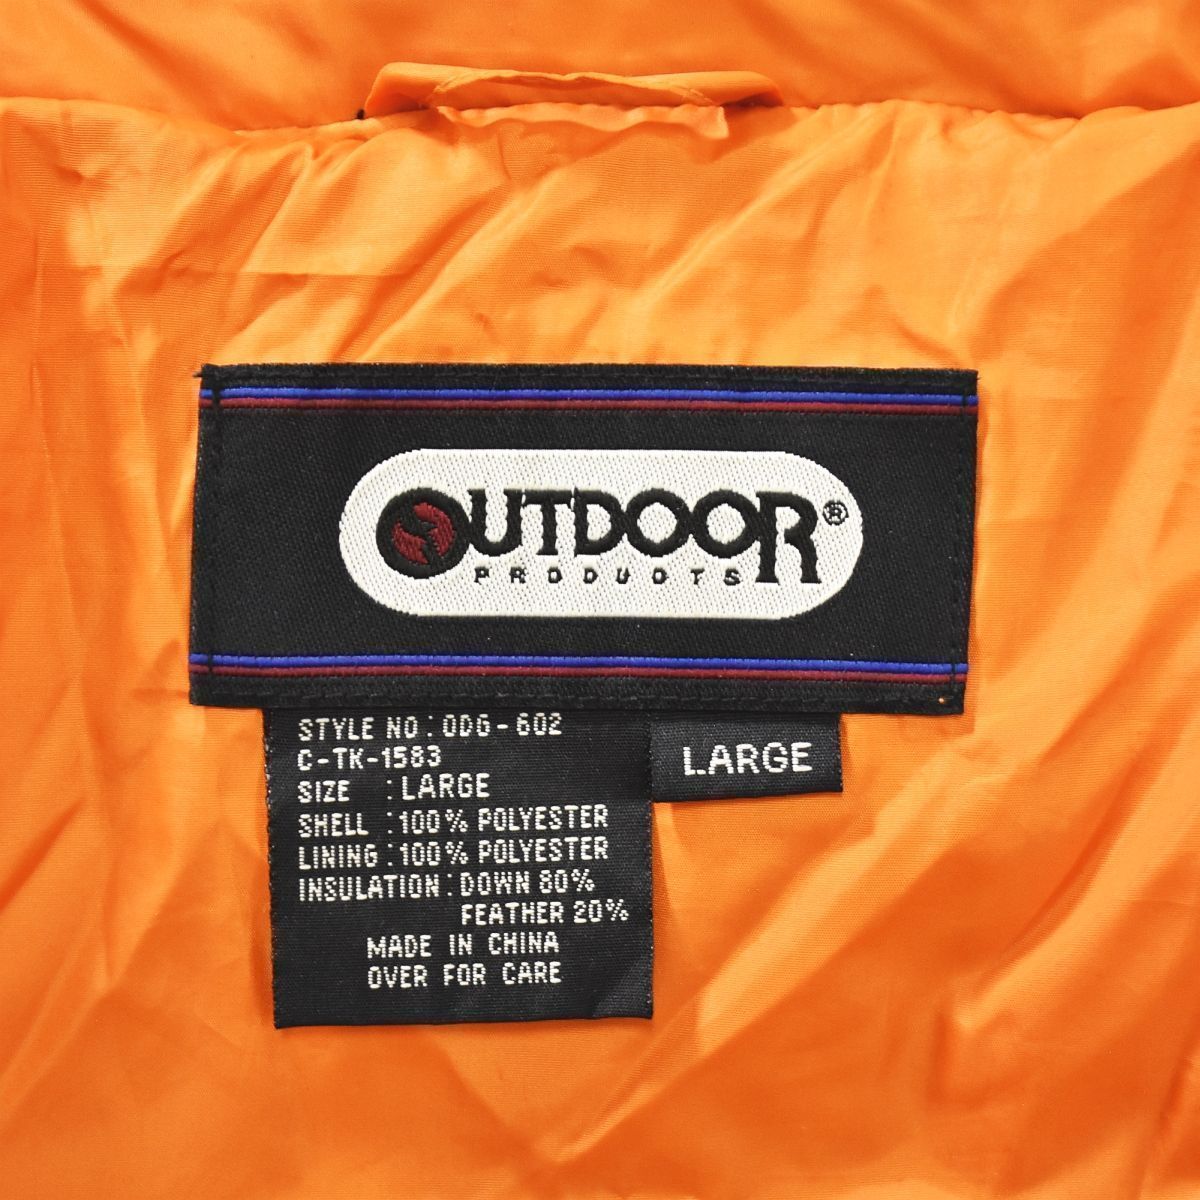 OUTDOOR®
PRODUCTS
STYLE NO : OD6-602
C-TK-1583
SIZE : LARGE
SHELL : 100% POLYESTER
LINING : 100% POLYESTER
INSULATION : DOWN 80%
FEATHER 20%
MADE IN CHINA
OVER FOR CARE
LARGE